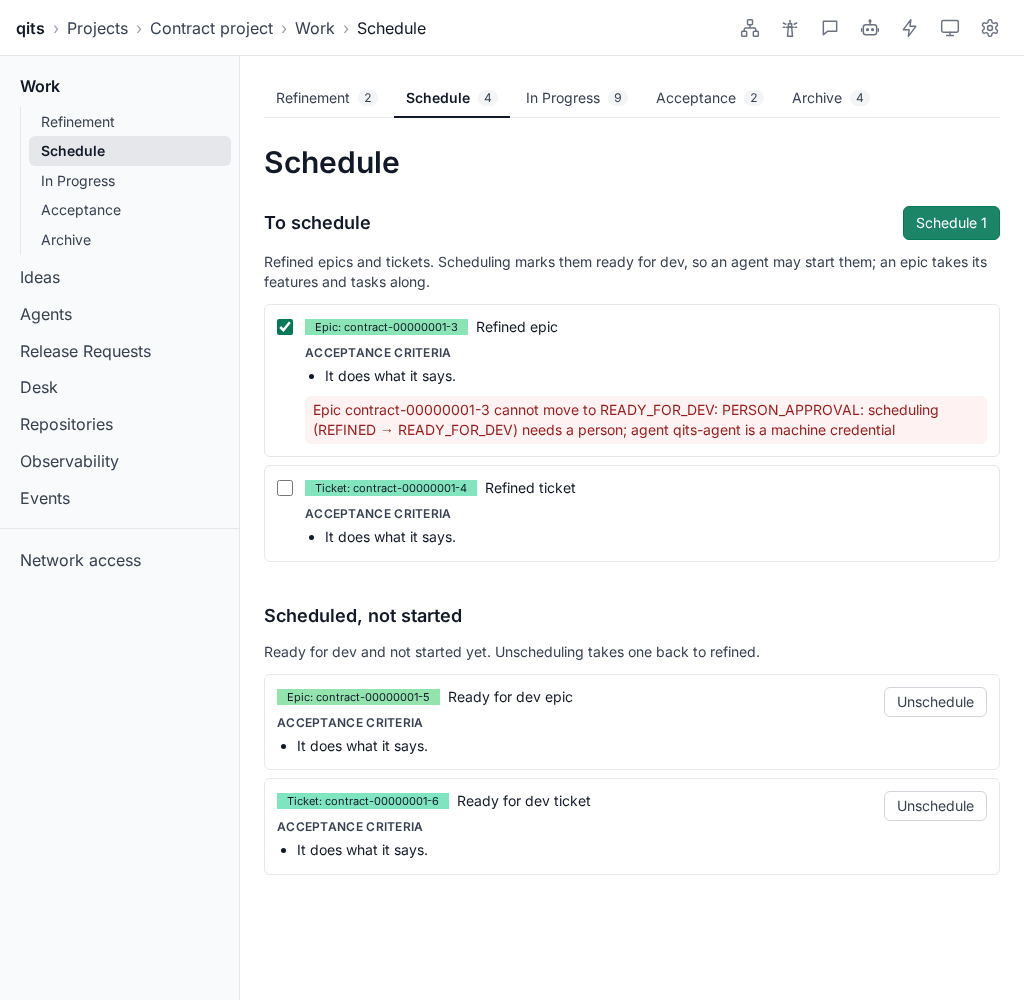 qits › Projects › Contract project › Work › Schedule
Work
Refinement
Schedule
In Progress
Acceptance
Archive
Ideas
Agents
Release Requests
Desk
Repositories
Observability
Events
Network access
Refinement 2 Schedule 4 In Progress 9 Acceptance 2 Archive 4
Schedule
To schedule Schedule 1
Refined epics and tickets. Scheduling marks them ready for dev, so an agent may start them; an epic takes its
features and tasks along.
Epic: contract-00000001-3 Refined epic
ACCEPTANCE CRITERIA
• It does what it says.
Epic contract-00000001-3 cannot move to READY_FOR_DEV: PERSON_APPROVAL: scheduling
(REFINED → READY_FOR_DEV) needs a person; agent qits-agent is a machine credential
Ticket: contract-00000001-4 Refined ticket
ACCEPTANCE CRITERIA
• It does what it says.
Scheduled, not started
Ready for dev and not started yet. Unscheduling takes one back to refined.
Epic: contract-00000001-5 Ready for dev epic Unschedule
ACCEPTANCE CRITERIA
• It does what it says.
Ticket: contract-00000001-6 Ready for dev ticket Unschedule
ACCEPTANCE CRITERIA
• It does what it says.